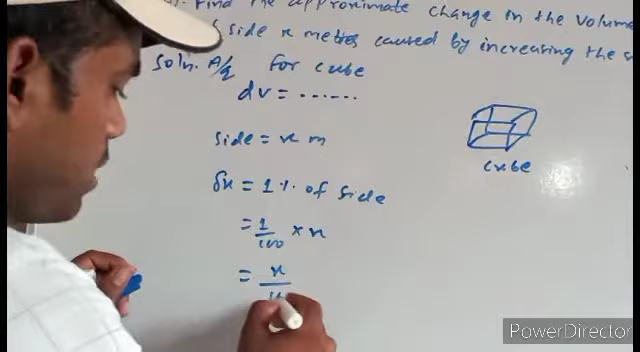 Find the approximate change in the volume
side x metres caused by increasing the
Soln. A/q for cube
dv = ......
side = x m
δx = 1 % of side
= 1/100 × x
= x
cube
PowerDirector